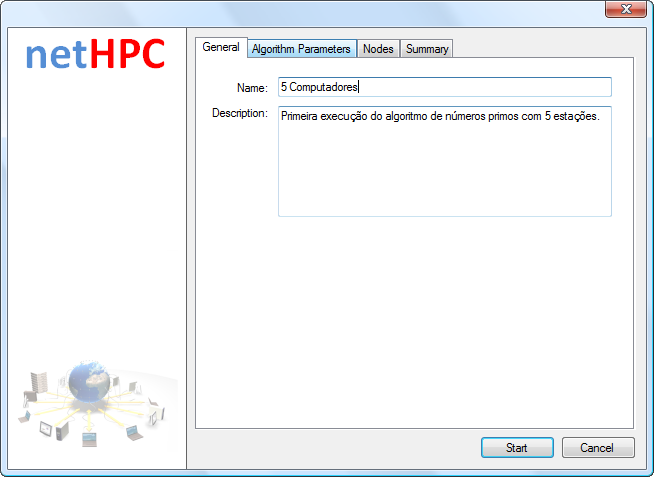 netHPC
General
Algorithm Parameters
Nodes
Summary
Name:
5 Computadores
Description:
Primeira execução do algoritmo de números primos com 5 estações.
Start
Cancel